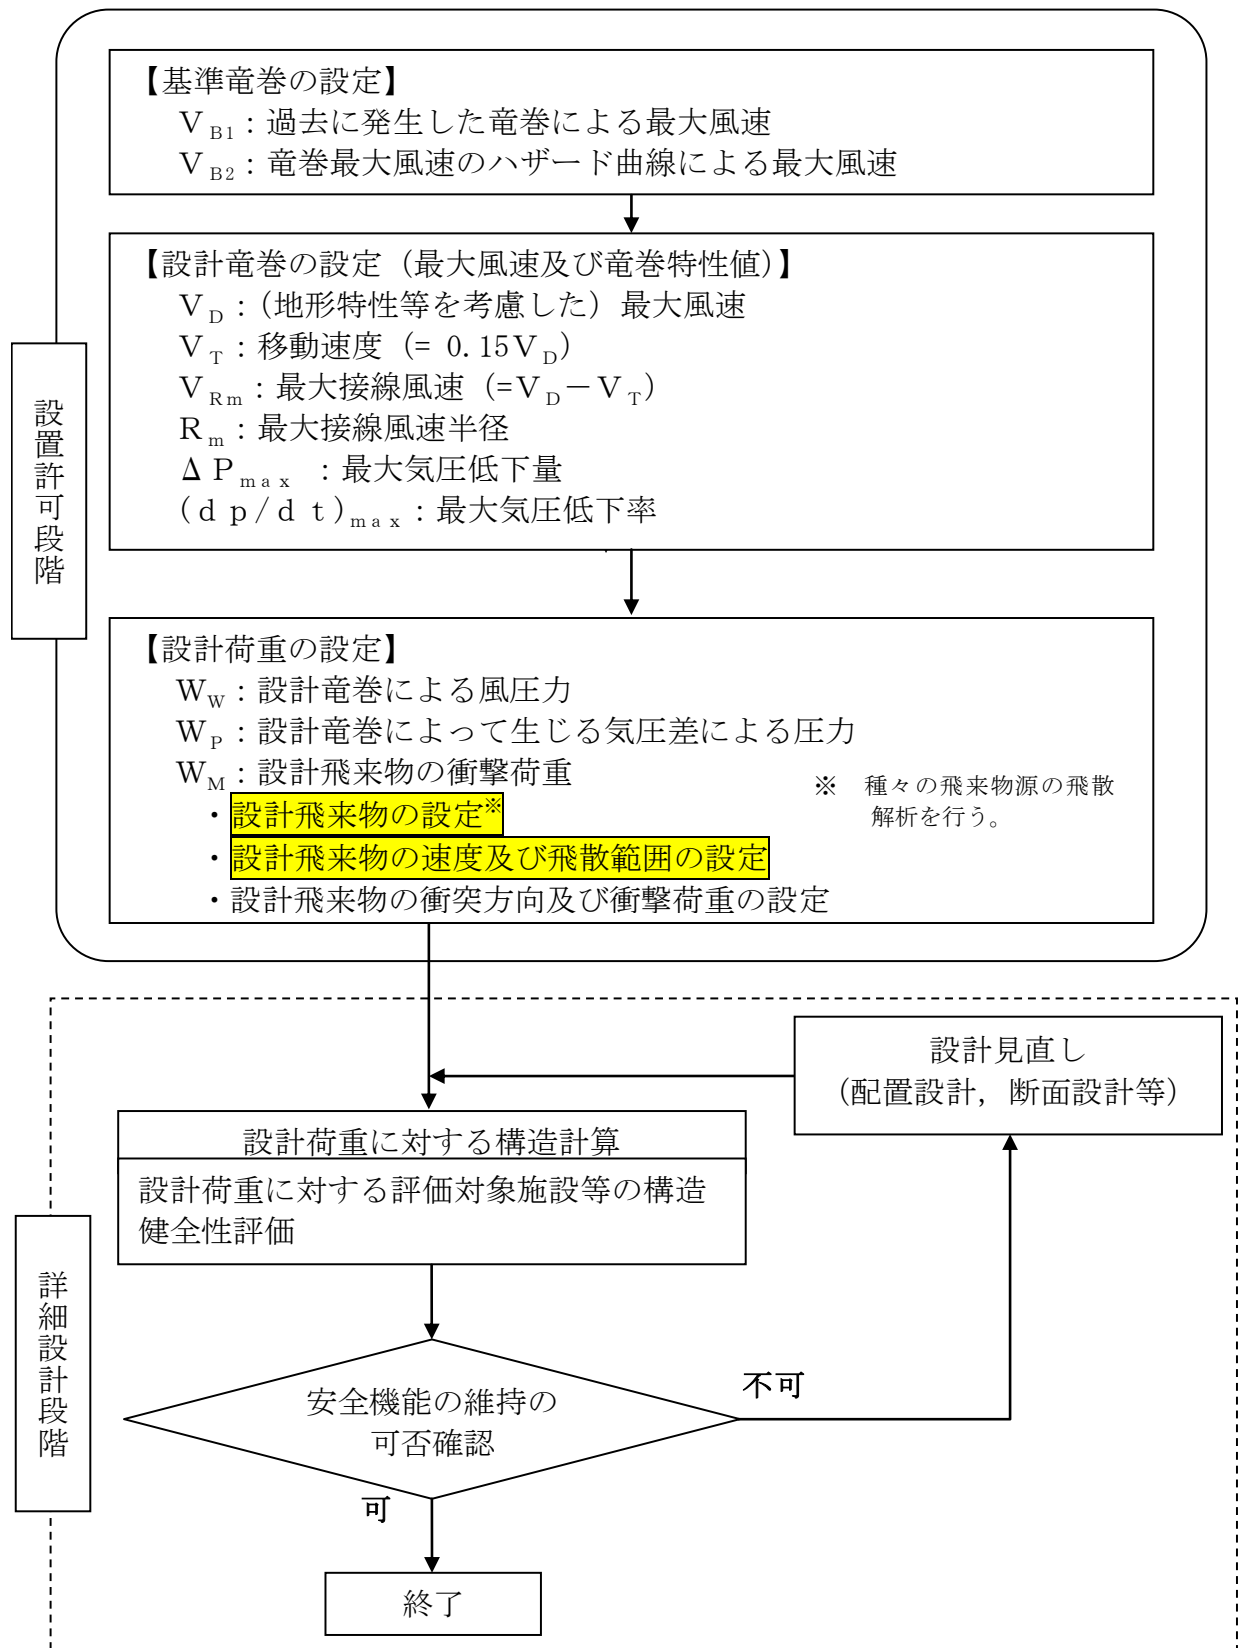 【基準竜巻の設定】
ＶB1：過去に発生した竜巻による最大風速
ＶB2：竜巻最大風速のハザード曲線による最大風速
【設計竜巻の設定（最大風速及び竜巻特性値）】
ＶD：（地形特性等を考慮した）最大風速
ＶT：移動速度（= 0.15ＶD）
ＶRm：最大接線風速（=ＶD－ＶT）
Ｒm：最大接線風速半径
ΔＰmax ：最大気圧低下量
(ｄｐ/ｄｔ)max：最大気圧低下率
設置許可段階
【設計荷重の設定】
ＷW：設計竜巻による風圧力
ＷP：設計竜巻によって生じる気圧差による圧力
ＷM：設計飛来物の衝撃荷重
・設計飛来物の設定※
・設計飛来物の速度及び飛散範囲の設定
・設計飛来物の衝突方向及び衝撃荷重の設定
※　種々の飛来物源の飛散
解析を行う。
設計見直し
（配置設計，断面設計等）
設計荷重に対する構造計算
設計荷重に対する評価対象施設等の構造
健全性評価
詳細設計段階
安全機能の維持の
可否確認
不可
可
終了